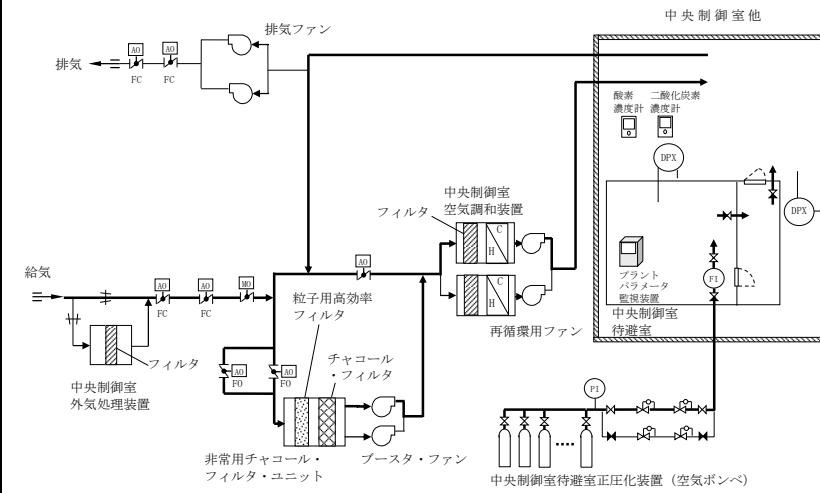 中央制御室他
排気ファン
AO
AO
排気
FC
FC
酸素
濃度計
二酸化炭素
濃度計
DPX
DPX
中央制御室
空気調和装置
フィルタ
C
H
C
H
プラント
パラメータ
監視装置
FI
中央制御室
待避室
再循環用ファン
給気
AO
AO
MO
AO
FC
FC
フィルタ
中央制御室
外気処理装置
粒子用高効率
フィルタ
チャコール
・フィルタ
AO
FO
AO
FO
非常用チャコール・
フィルタ・ユニット
ブースタ・ファン
PI
中央制御室待避室正圧化装置（空気ボンベ）